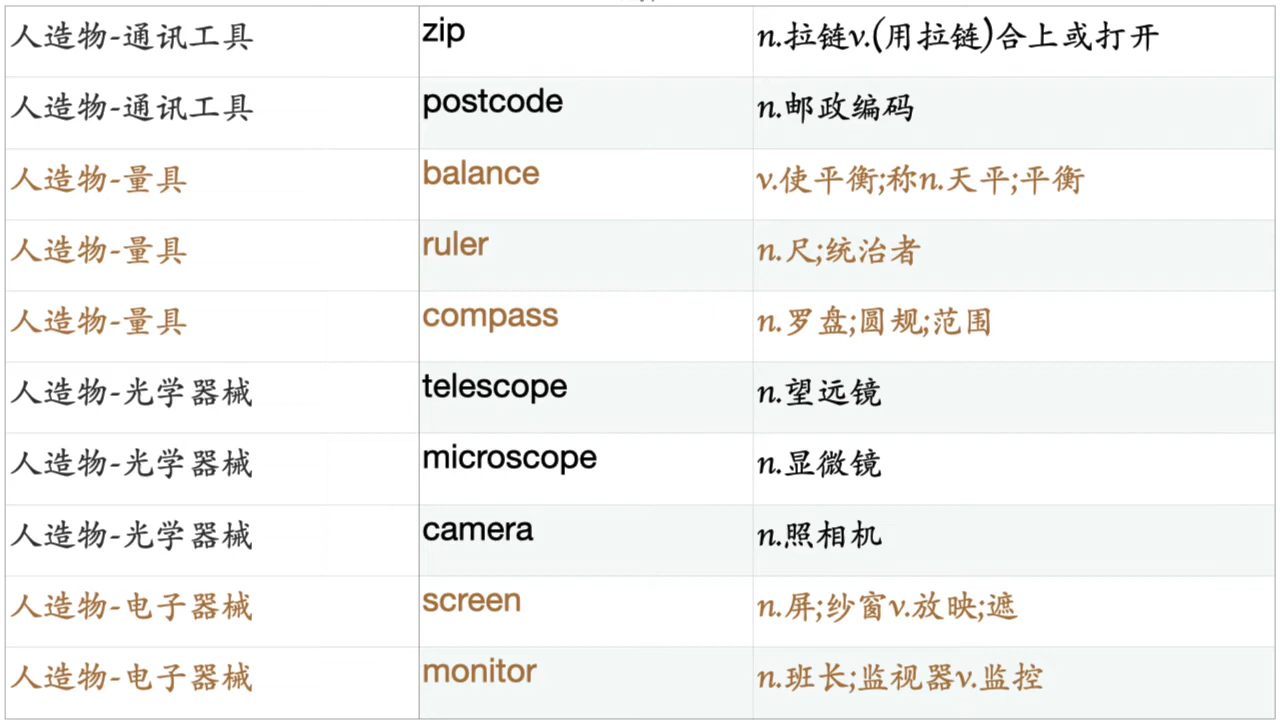 人造物-通讯工具 zip n.拉链v.(用拉链)合上或打开
人造物-通讯工具 postcode n.邮政编码
人造物-量具 balance v.使平衡;称n.天平;平衡
人造物-量具 ruler n.尺;统治者
人造物-量具 compass n.罗盘;圆规;范围
人造物-光学器械 telescope n.望远镜
人造物-光学器械 microscope n.显微镜
人造物-光学器械 camera n.照相机
人造物-电子器械 screen n.屏;纱窗v.放映;遮
人造物-电子器械 monitor n.班长;监视器v.监控